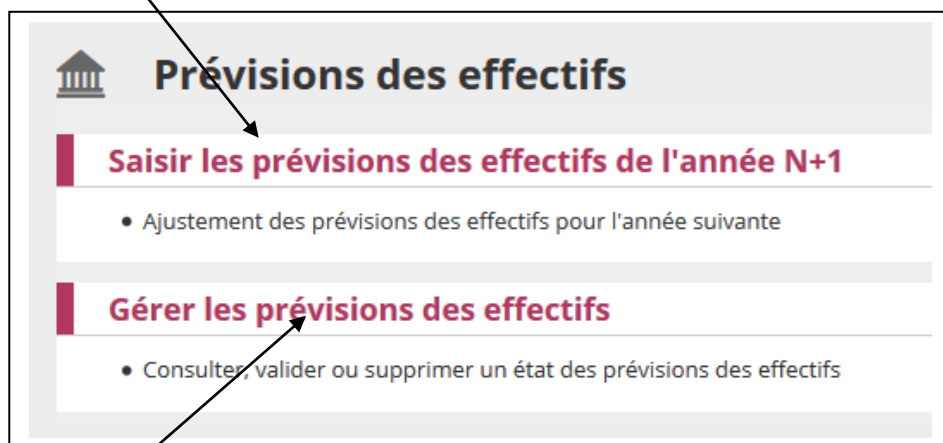 Prévisions des effectifs
Saisir les prévisions des effectifs de l'année N+1
• Ajustement des prévisions des effectifs pour l'année suivante
Gérer les prévisions des effectifs
• Consulter, valider ou supprimer un état des prévisions des effectifs